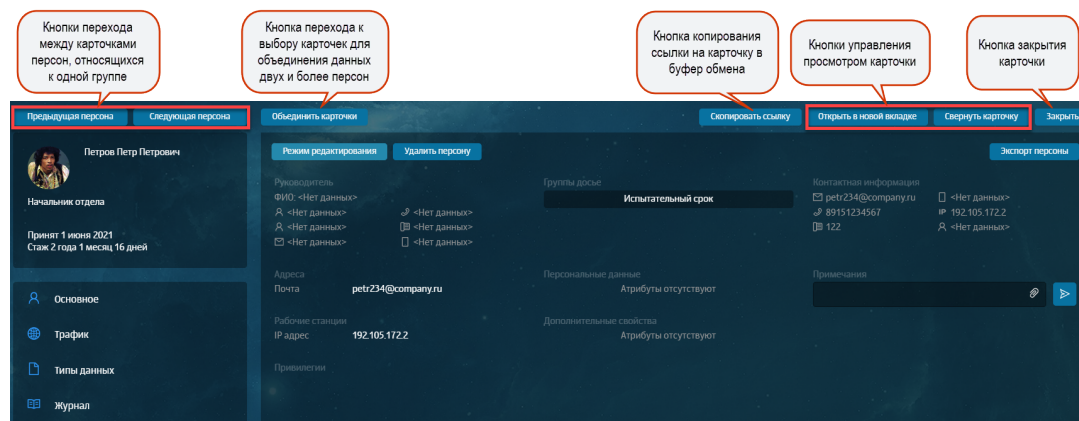 Кнопки перехода
между карточками
персон, относящихся
к одной группе
Кнопка перехода к
выбору карточек для
объединения данных
двух и более персон
Кнопка копирования
ссылки на карточку в
буфер обмена
Кнопки управления
просмотром карточки
Кнопка закрытия
карточки
Предыдущая персона
Следующая персона
Объединить карточки
Скопировать ссылку
Открыть в новой вкладке
Свернуть карточку
Закрыть
Петров Петр Петрович
Начальник отдела
Принят 1 июня 2021
Стаж 2 года 1 месяц 16 дней
Основное
Трафик
Типы данных
Журнал
Режим редактирования
Удалить персону
Экспорт персоны
Руководитель
ФИО: <Нет данных>
<Нет данных>
<Нет данных>
<Нет данных>
<Нет данных>
<Нет данных>
<Нет данных>
Группы досье
Испытательный срок
Контактная информация
petr234@company.ru
<Нет данных>
89151234567
IP 192.105.172.2
122
<Нет данных>
Адреса
Почта petr234@company.ru
Персональные данные
Атрибуты отсутствуют
Примечания
Рабочие станции
IP адрес 192.105.172.2
Дополнительные свойства
Атрибуты отсутствуют
Привилегии